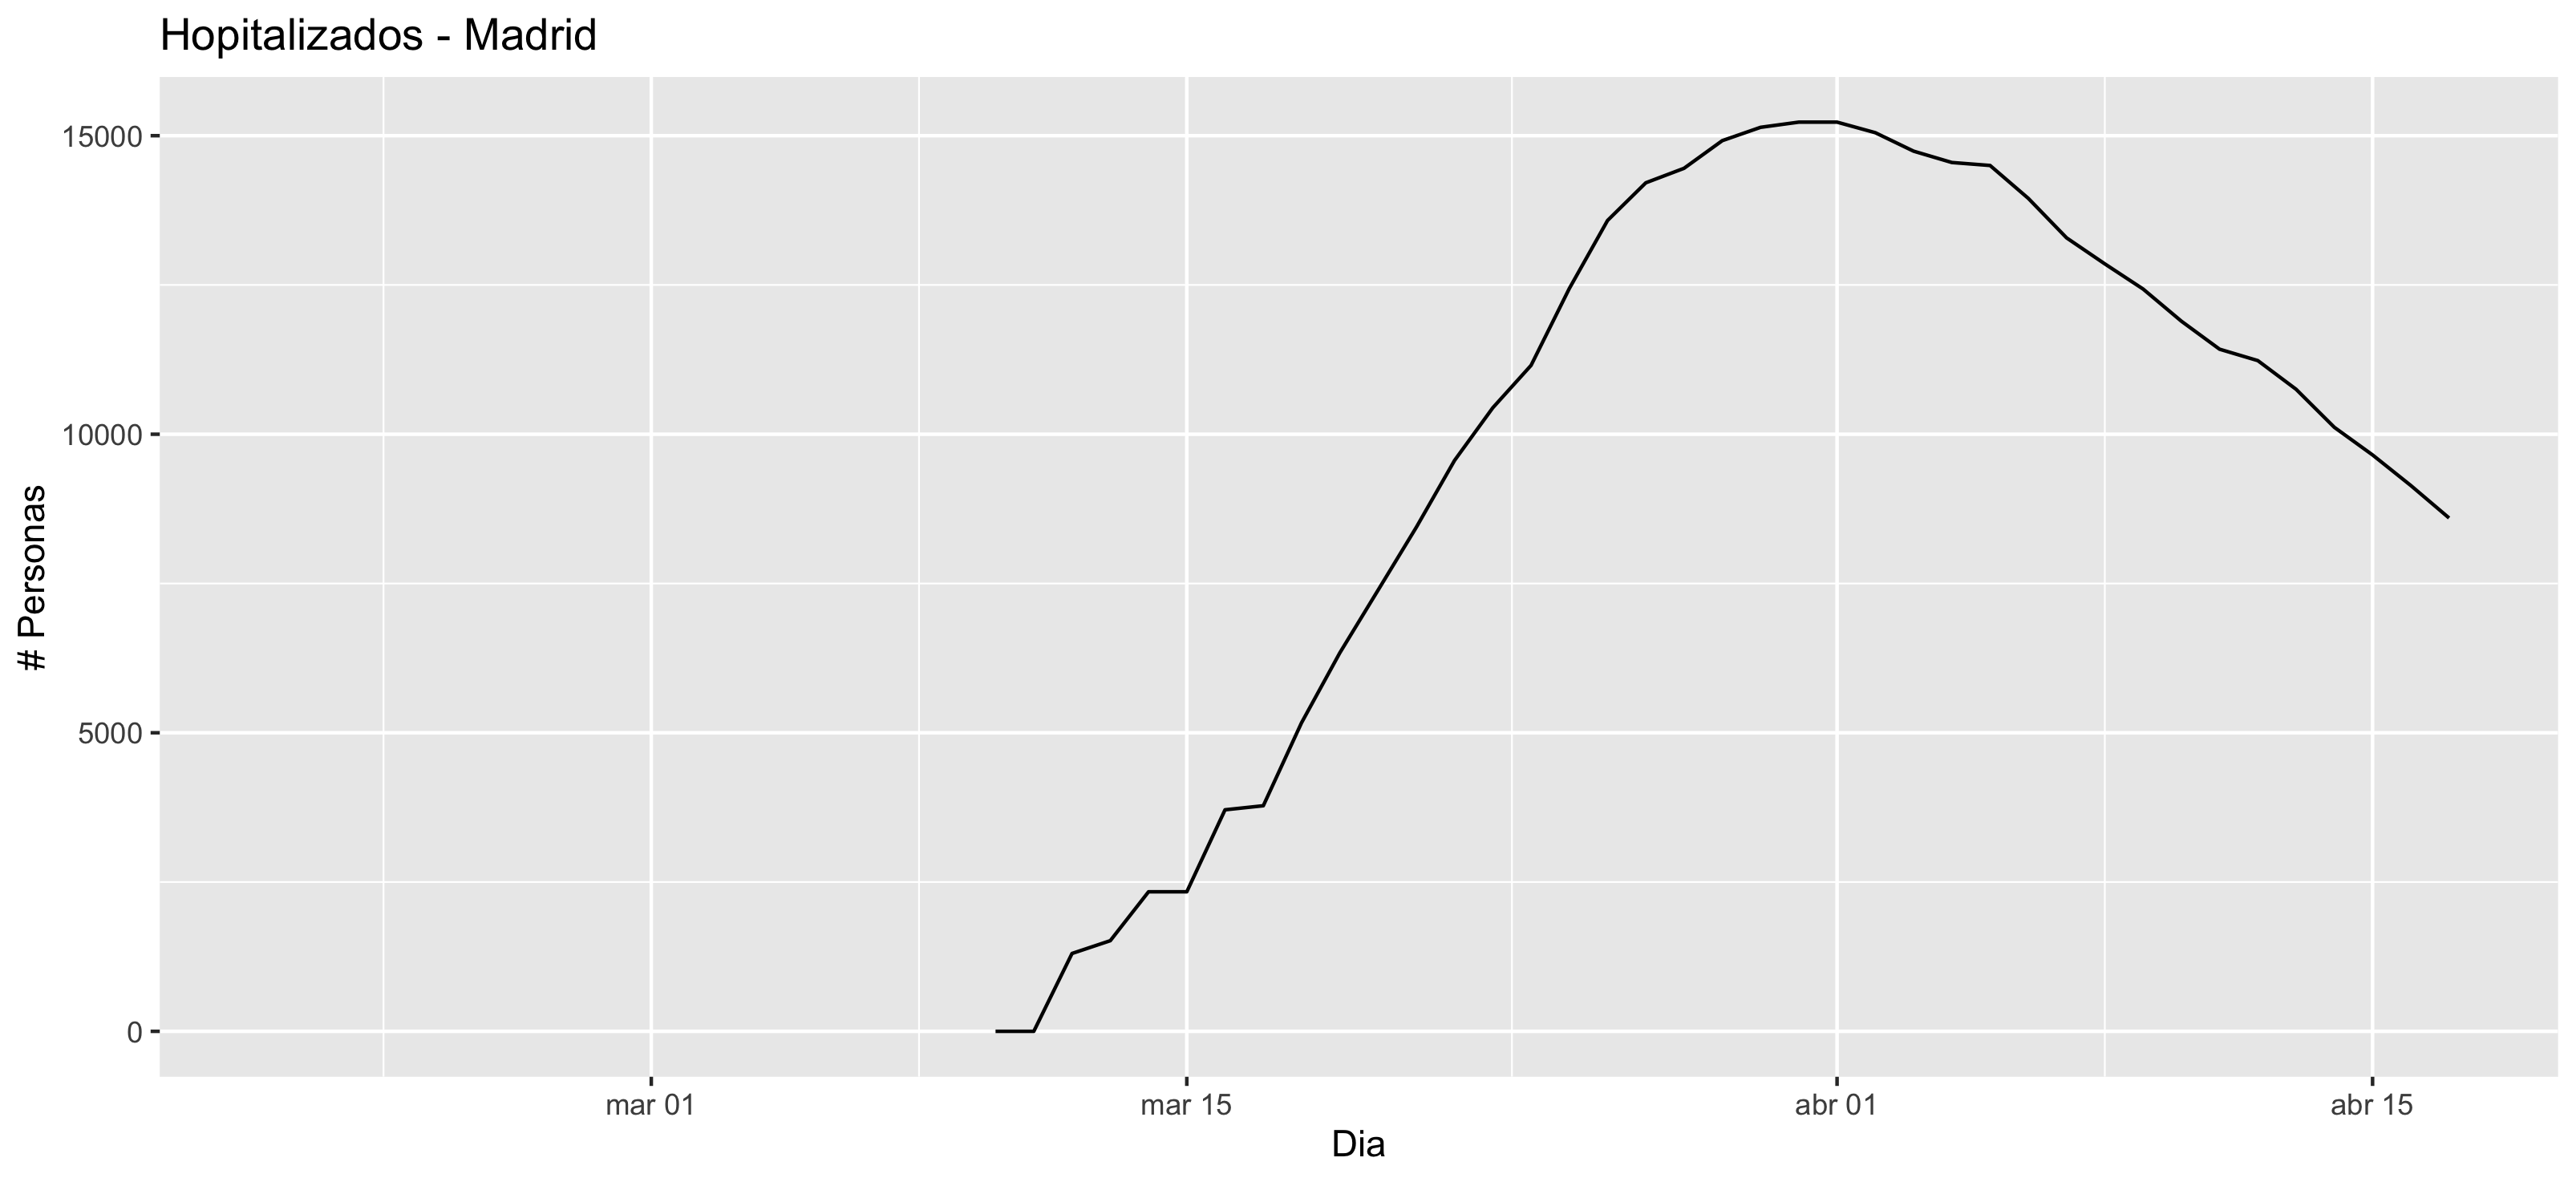 Hopitalizados - Madrid
# Personas
15000
10000
5000
0
mar 01
mar 15
abr 01
abr 15
Dia